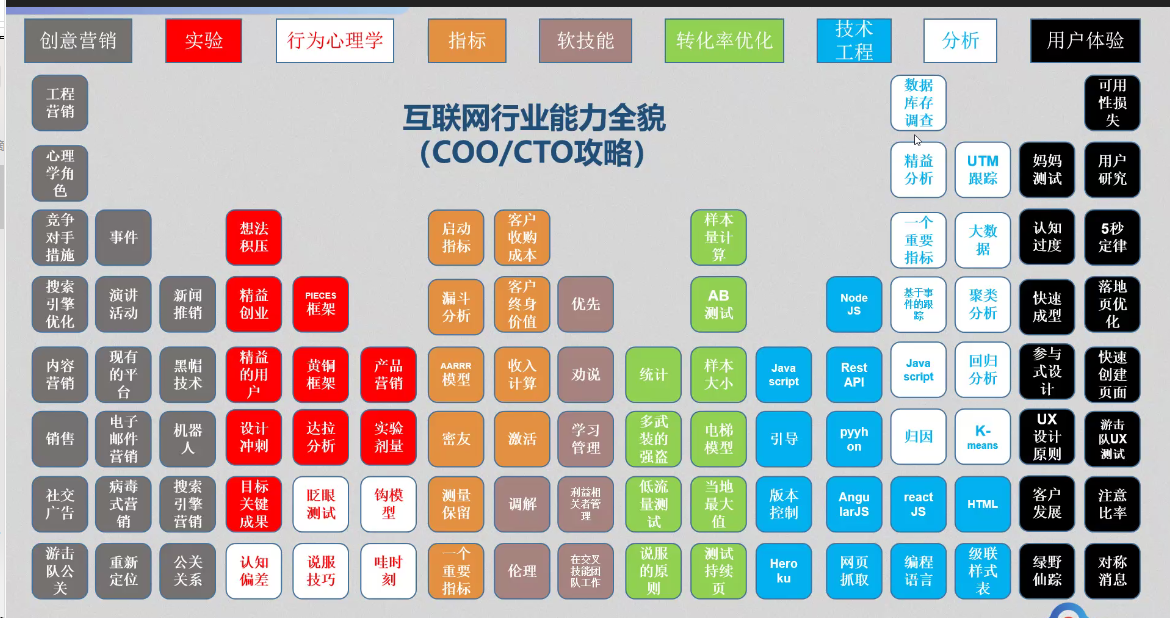 创意营销
实验
行为心理学
指标
软技能
转化率优化
技术
工程
分析
用户体验
互联网行业能力全貌
（COO/CTO攻略）
工程
营销
数据
库存
调查
可用
性损
失
心理
学角
色
精益
分析
UTM
跟踪
妈妈
测试
用户
研究
竞争
对手
措施
事件
想法
积压
启动
指标
客户
收购
成本
样本
量计
算
一个
重要
指标
大数
据
认知
过度
5秒
定律
搜索
引擎
优化
演讲
活动
新闻
推销
精益
创业
PIECES
框架
漏斗
分析
客户
终身
价值
优先
AB
测试
Node
JS
基于事
件的跟
踪
聚类
分析
快速
成型
落地
页优
化
内容
营销
现有
的平
台
黑帽
技术
精益
的用
户
黄铜
框架
产品
营销
AARRR
模型
收入
计算
劝说
统计
样本
大小
Java
script
Rest
API
Java
script
回归
分析
参与
式设
计
快速
创建
页面
销售
电子
邮件
营销
机器
人
设计
冲刺
达拉
分析
实验
剂量
密友
激活
学习
管理
多武
装的
强盗
电梯
模型
引导
pyyh
on
归因
K-
means
UX
设计
原则
游击
队UX
测试
社交
广告
病毒
式营
销
搜索
引擎
营销
目标
关键
成果
眨眼
测试
钩模
型
测量
保留
调解
利益相
关者管
理
低流
量测
试
当地
最大
值
版本
控制
Angu
larJS
react
JS
HTML
客户
发展
注意
比率
游击
队公
关
重新
定位
公关
关系
认知
偏差
说服
技巧
哇时
刻
一个
重要
指标
伦理
在交叉
技能团
队工作
说服
的原
则
测试
持续
页
Hero
ku
网页
抓取
编程
语言
级联
样式
表
绿野
仙踪
对称
消息